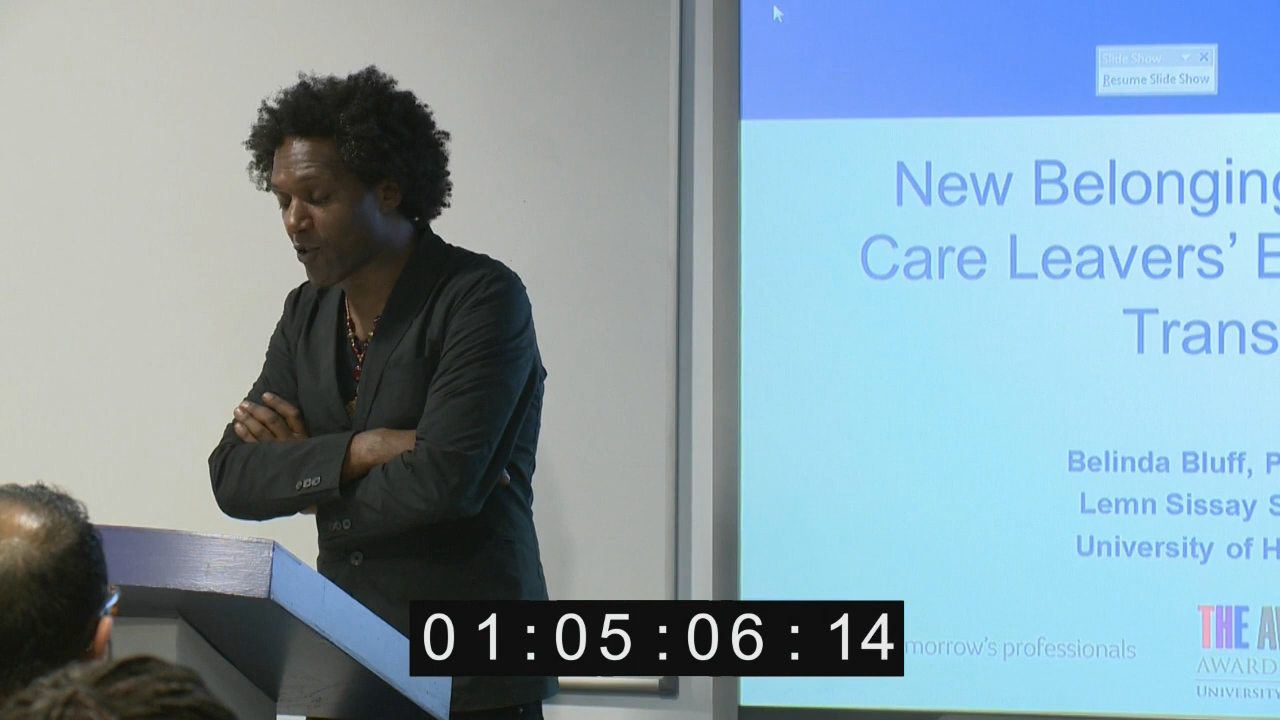 Slide Show
Resume Slide Show
New Belonging
Care Leavers’ E
Trans
Belinda Bluff, P
Lemn Sissay S
University of H
morrow's professionals
THE AV
AWARD
UNIVERSITY
01:05:06:14